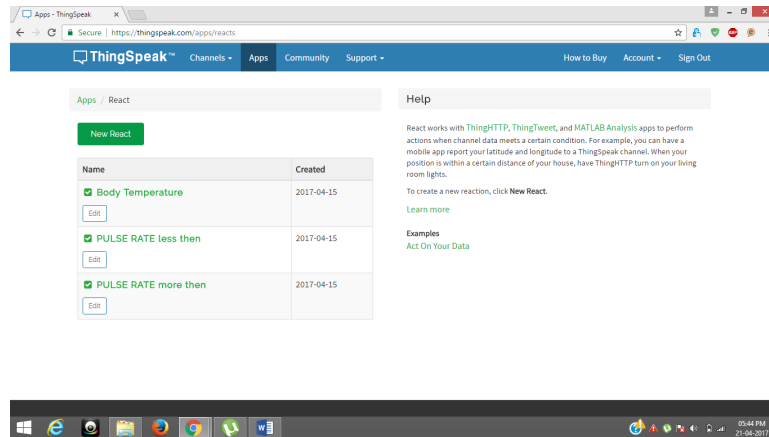 Apps - ThingSpeak
Secure | https://thingspeak.com/apps/reacts
ThingSpeak™ Channels Apps Community Support How to Buy Account Sign Out
Apps / React
New React
Name Created
Body Temperature 2017-04-15
Edit
PULSE RATE less then 2017-04-15
Edit
PULSE RATE more then 2017-04-15
Edit
Help
React works with ThingHTTP, ThingTweet, and MATLAB Analysis apps to perform
actions when channel data meets a certain condition. For example, you can have a
mobile app report your latitude and longitude to a ThingSpeak channel. When your
position is within a certain distance of your house, have ThingHTTP turn on your living
room lights.
To create a new reaction, click New React.
Learn more
Examples
Act On Your Data
05:44 PM
21-04-2017